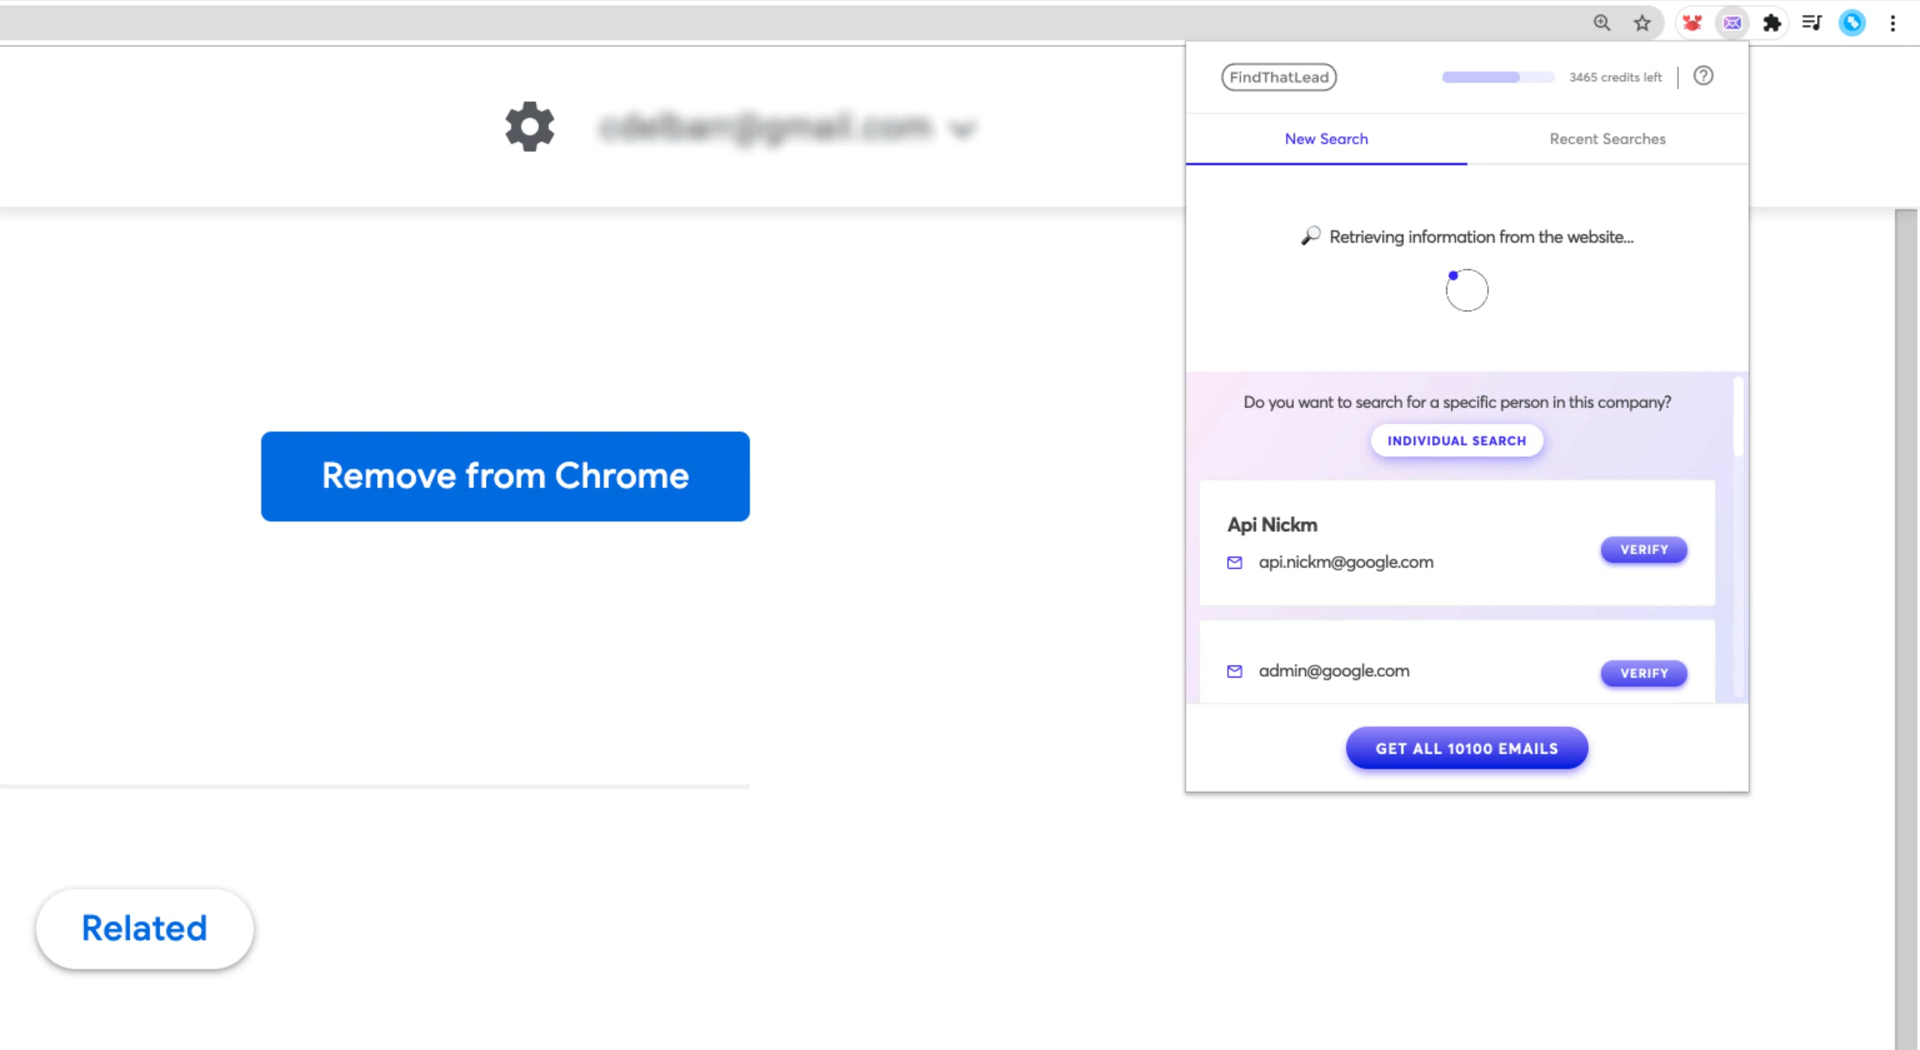 FindThatLead
3465 credits left
New Search
Recent Searches
🔎 Retrieving information from the website...
Do you want to search for a specific person in this company?
INDIVIDUAL SEARCH
Api Nickm
api.nickm@google.com
VERIFY
admin@google.com
VERIFY
GET ALL 10100 EMAILS
Remove from Chrome
Related